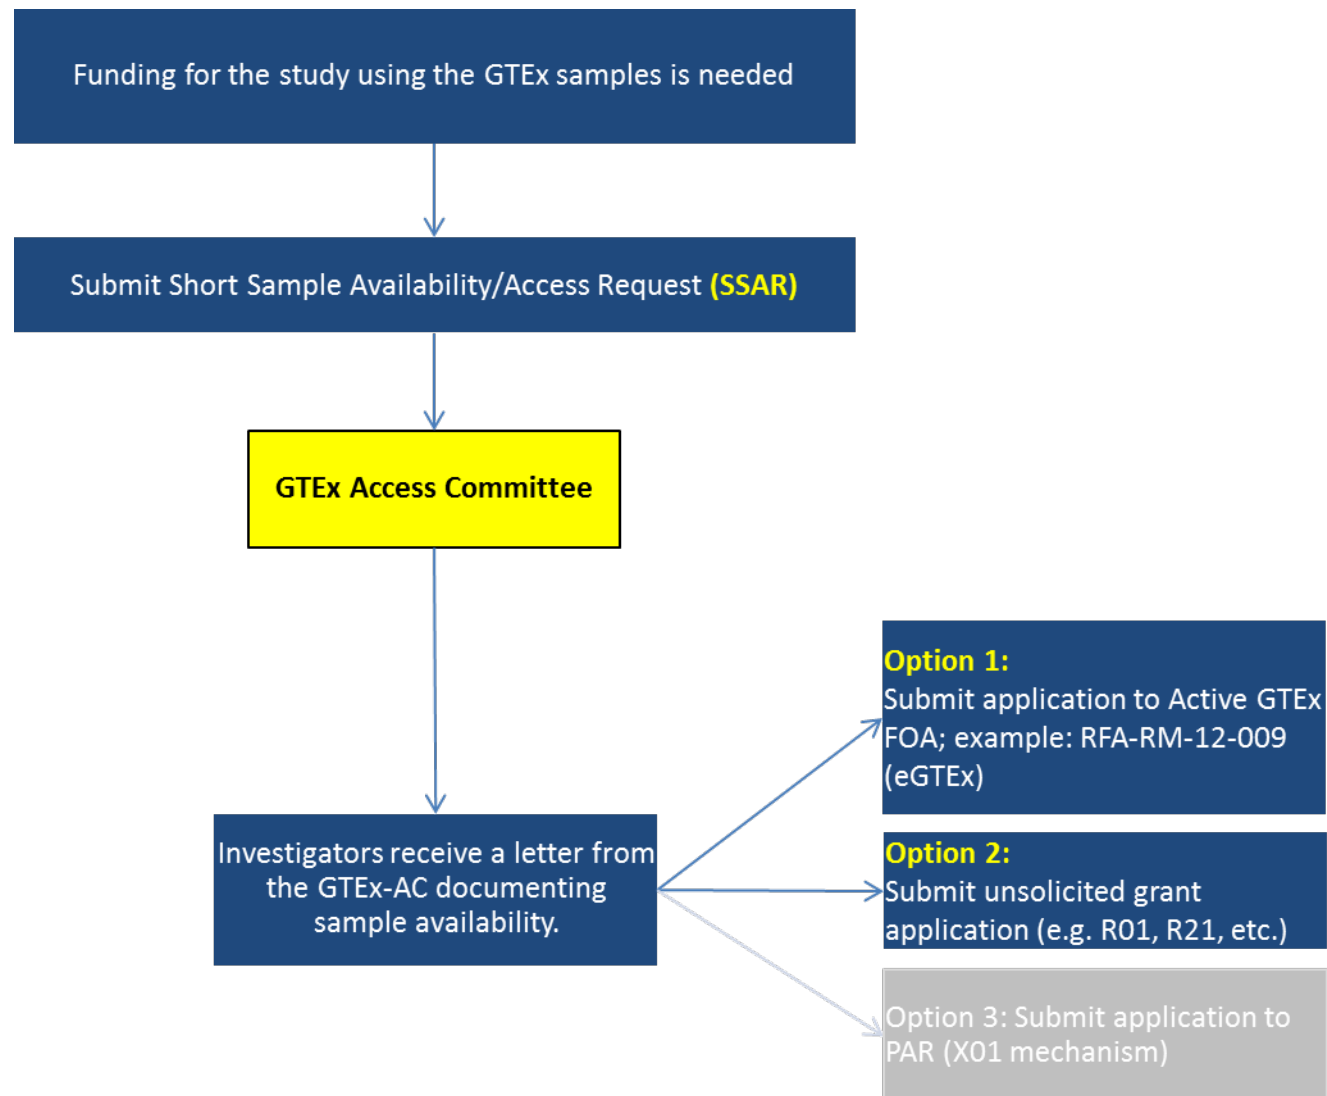 Funding for the study using the GTEx samples is needed
Submit Short Sample Availability/Access Request (SSAR)
GTEx Access Committee
Investigators receive a letter from
the GTEx-AC documenting
sample availability.
Option 1:
Submit application to Active GTEx
FOA; example: RFA-RM-12-009
(eGTEx)
Option 2:
Submit unsolicited grant
application (e.g. R01, R21, etc.)
Option 3: Submit application to
PAR (X01 mechanism)